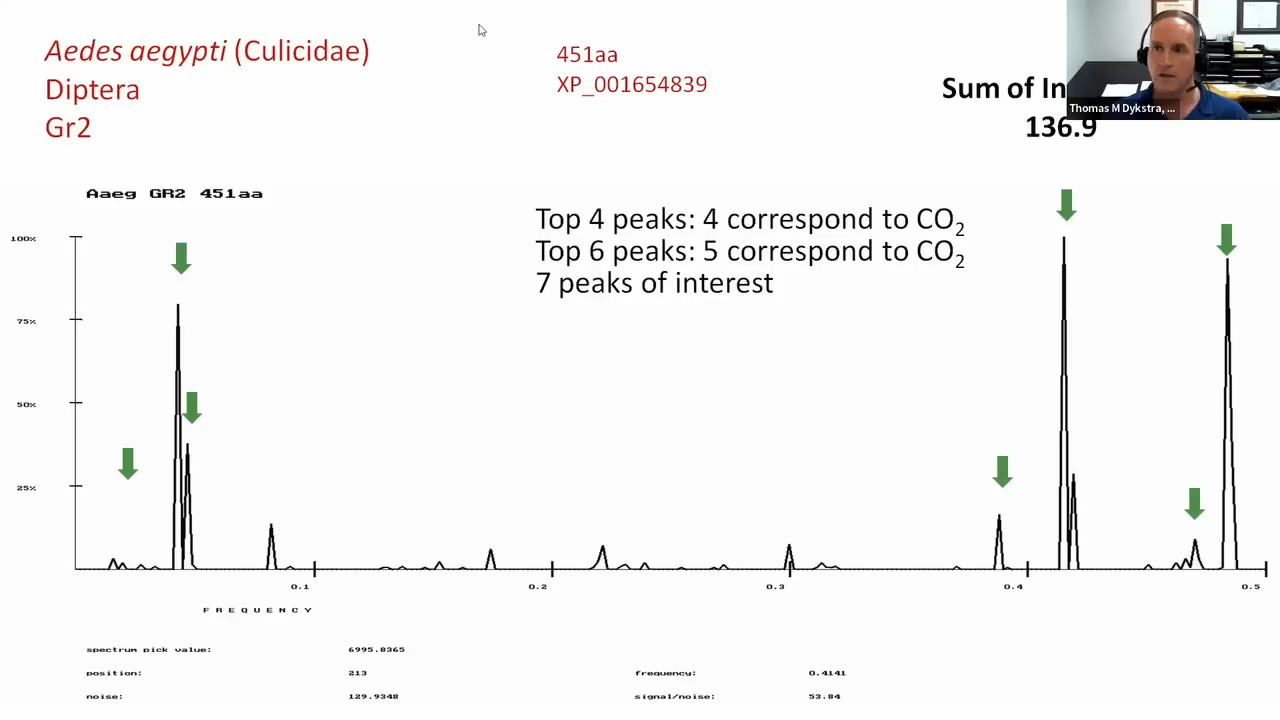 Aedes aegypti (Culicidae)
Diptera
Gr2
451aa
XP_001654839
Sum of In
136.9
Thomas M Dykstra, ...
Aaeg GR2 451aa
Top 4 peaks: 4 correspond to CO₂
Top 6 peaks: 5 correspond to CO₂
7 peaks of interest
100%
75%
50%
25%
0.1 0.2 0.3 0.4 0.5
FREQUENCY
spectrum pick value: 6995.8365
position: 213 frequency: 0.4141
noise: 129.9348 signal/noise: 53.84